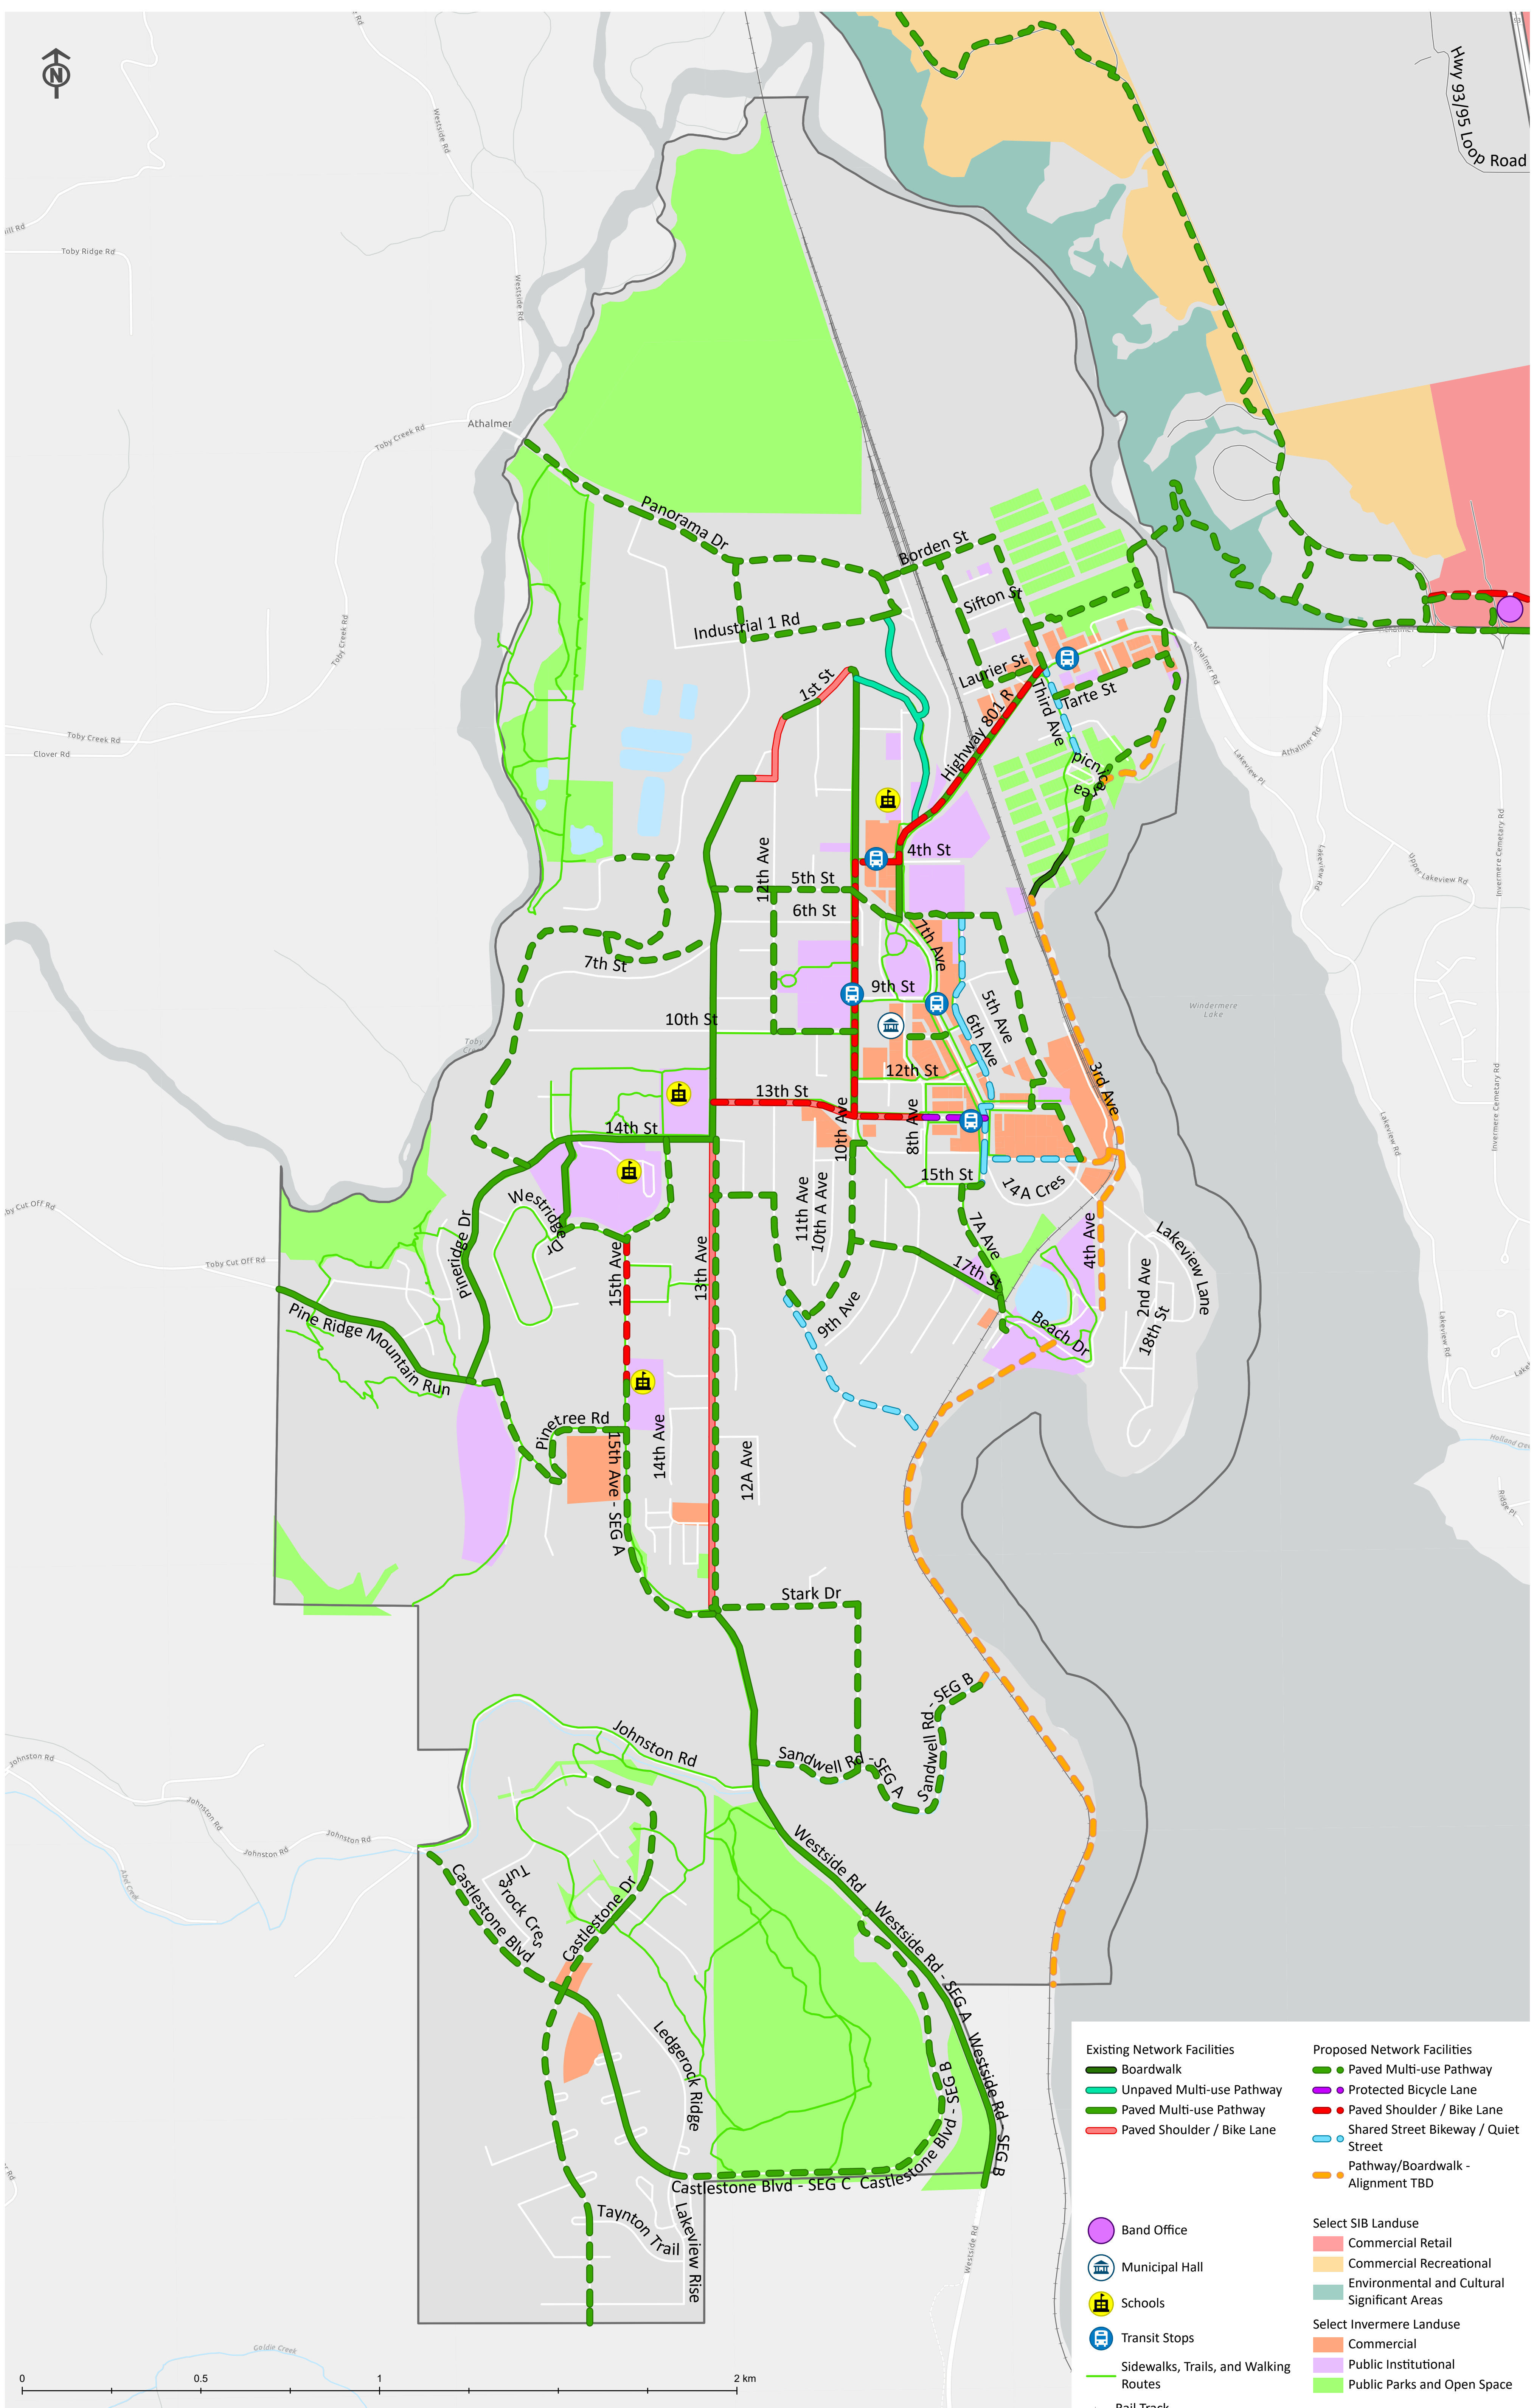 N
Hwy 93/95 Loop Road
Westside Rd
Toby Ridge Rd
Westside Rd
Athalmer
Toby Creek Rd
Panorama Dr
Borden St
Sifton St
Industrial 1 Rd
Toby Creek Rd
Laurier St
Athalmer Rd
1st St
Third Ave
Tarte St
Highway 801 R
Toby Creek Rd
Clover Rd
Athalmer Rd
Lakeview Pl
picnic
area
Lakeview Rd
Upper Lakeview Rd
Invermere Cemetary Rd
4th St
12th Ave
5th St
6th St
7th Ave
7th St
9th St
5th Ave
6th Ave
10th St
Windermere
Lake
Toby
12th St
3rd Ave
13th St
10th Ave
8th Ave
14th St
Invermere Cemetary Rd
Lakeview Rd
15th St
14A Cres
Westridge
Dr
Pineridge Dr
11th Ave
10th A Ave
7A Ave
4th Ave
Lakeview Lane
Toby Cut Off Rd
15th Ave
13th Ave
17th St
2nd Ave
18th St
Pine Ridge Mountain Run
9th Ave
Beach Dr
Lakeview Rd
Pinetree Rd
14th Ave
15th Ave - SEG A
12A Ave
Ridge Pl
Stark Dr
Sandwell Rd - SEG B
Johnston Rd
Sandwell Rd - SEG A
Johnston Rd
Johnston Rd
Johnston Rd
Johnston Rd
Abel Creek
Westside Rd
Castlestone Blvd
Castlestone Dr
Westside Rd - SEG A
Westside Rd - SEG B
Ledgerock Ridge
Castlestone Blvd - SEG B
Castlestone Blvd - SEG C
Taynton Trail
Lakeview Rise
Westside Rd
Goldie Creek
0 0.5 1 2 km
Existing Network Facilities
Boardwalk
Unpaved Multi-use Pathway
Paved Multi-use Pathway
Paved Shoulder / Bike Lane
Proposed Network Facilities
Paved Multi-use Pathway
Protected Bicycle Lane
Paved Shoulder / Bike Lane
Shared Street Bikeway / Quiet
Street
Pathway/Boardwalk -
Alignment TBD
Band Office
Municipal Hall
Schools
Transit Stops
Sidewalks, Trails, and Walking
Routes
Rail Track
Select SIB Landuse
Commercial Retail
Commercial Recreational
Environmental and Cultural
Significant Areas
Select Invermere Landuse
Commercial
Public Institutional
Public Parks and Open Space